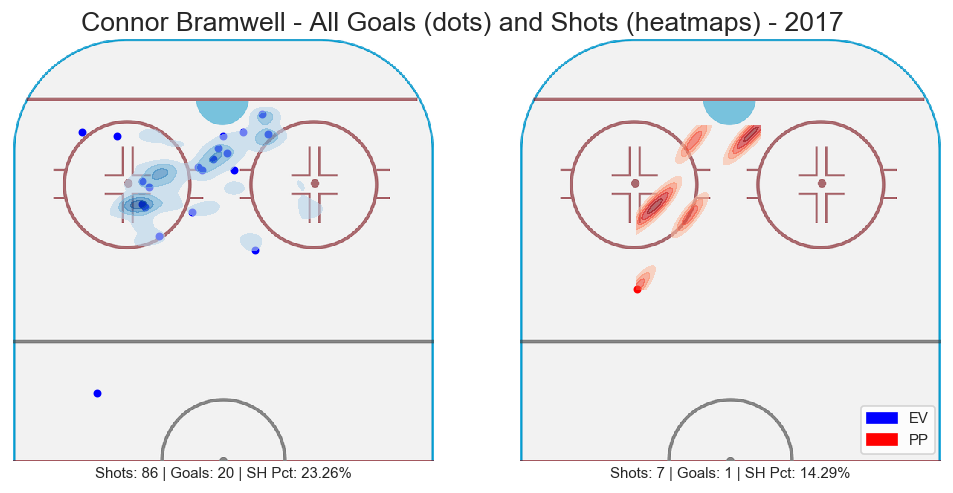 Connor Bramwell - All Goals (dots) and Shots (heatmaps) - 2017
EV
PP
Shots: 86 | Goals: 20 | SH Pct: 23.26%
Shots: 7 | Goals: 1 | SH Pct: 14.29%